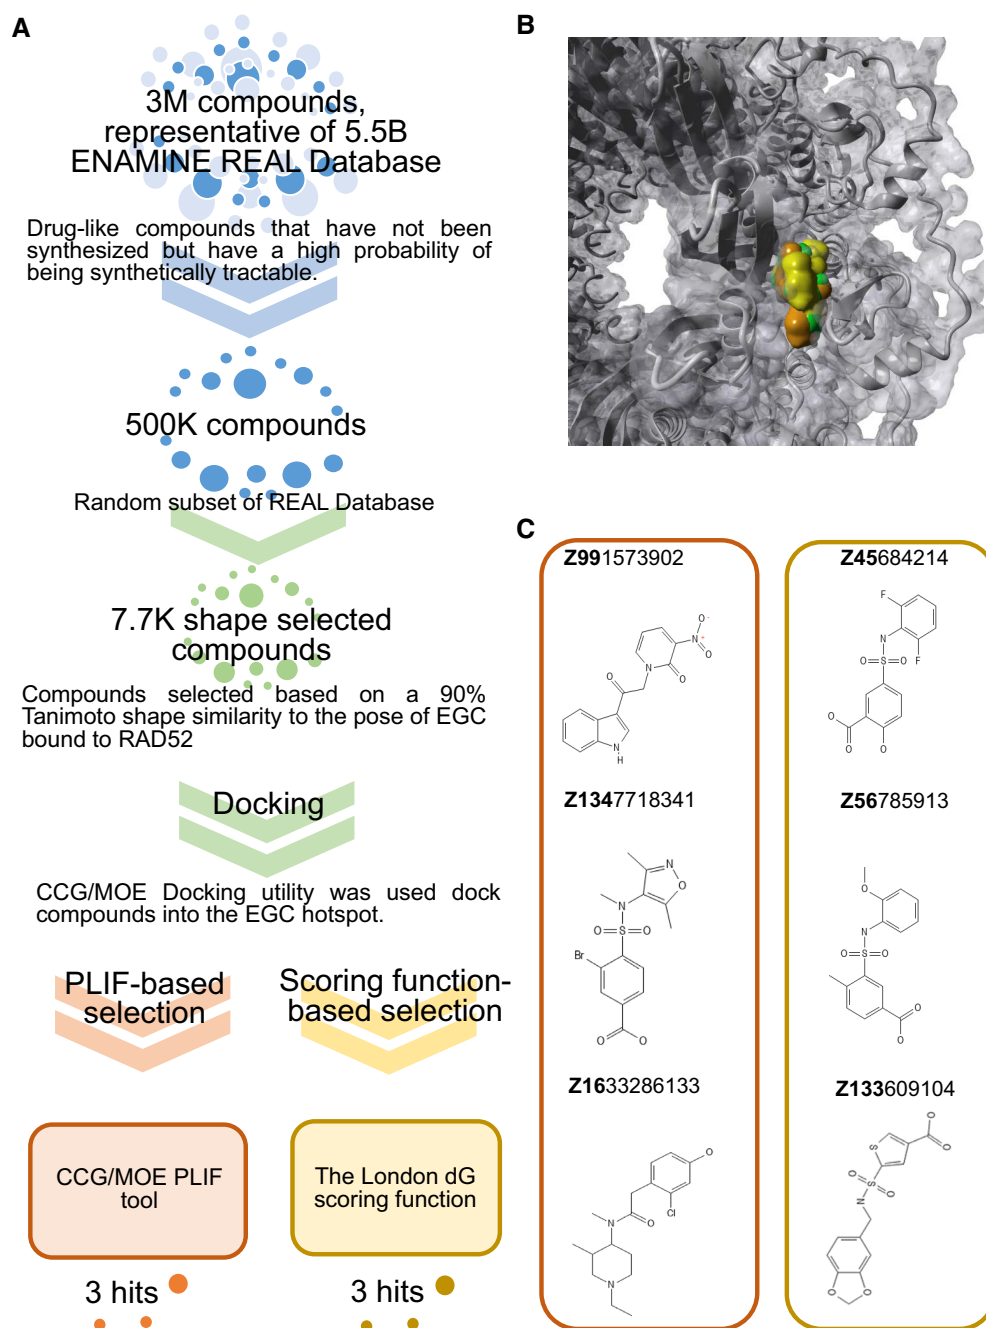 A
3M compounds,
representative of 5.5B
ENAMINE REAL Database
Drug-like compounds that have not been
synthesized but have a high probability of
being synthetically tractable.
500K compounds
Random subset of REAL Database
7.7K shape selected
compounds
Compounds selected based on a 90%
Tanimoto shape similarity to the pose of EGC
bound to RAD52
Docking
CCG/MOE Docking utility was used dock
compounds into the EGC hotspot.
PLIF-based
selection
Scoring function-
based selection
CCG/MOE PLIF
tool
The London dG
scoring function
3 hits
3 hits
B
C
Z991573902
O
O-
N+
O
N
O
O
N
H
Z1347718341
N
O
N
O
S
O
Br
O
O
Z1633286133
O
Cl
N
O
N
Z45684214
F
N
F
O
S
O
O
O
O
Z56785913
O
N
O
S
O
O
O
Z133609104
O
O
S
O
S
O
N
O
O